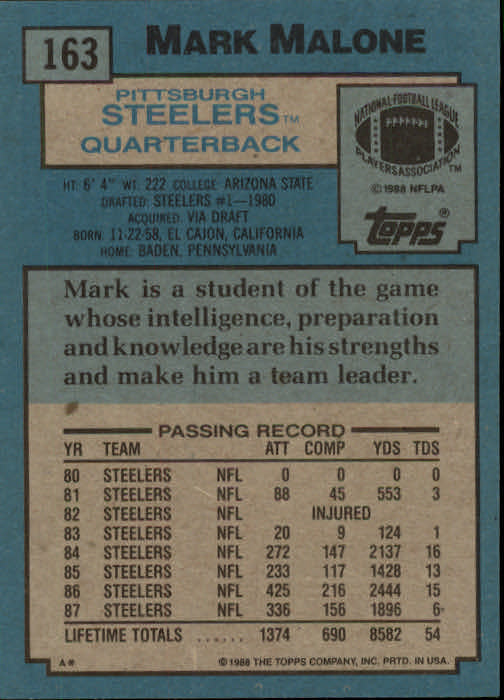 163
MARK MALONE
PITTSBURGH
STEELERS™
QUARTERBACK
NATIONAL FOOTBALL LEAGUE
PLAYERS ASSOCIATION™
© 1988 NFLPA
Topps®
HT: 6' 4" WT: 222 COLLEGE: ARIZONA STATE
DRAFTED: STEELERS #1—1980
ACQUIRED: VIA DRAFT
BORN: 11-22-58, EL CAJON, CALIFORNIA
HOME: BADEN, PENNSYLVANIA
Mark is a student of the game
whose intelligence, preparation
and knowledge are his strengths
and make him a team leader.
PASSING RECORD
YR TEAM ATT COMP YDS TDS
80 STEELERS NFL 0 0 0 0
81 STEELERS NFL 88 45 553 3
82 STEELERS NFL INJURED
83 STEELERS NFL 20 9 124 1
84 STEELERS NFL 272 147 2137 16
85 STEELERS NFL 233 117 1428 13
86 STEELERS NFL 425 216 2444 15
87 STEELERS NFL 336 156 1896 6
LIFETIME TOTALS ...... 1374 690 8582 54
A# © 1988 THE TOPPS COMPANY, INC. PRTD. IN USA.